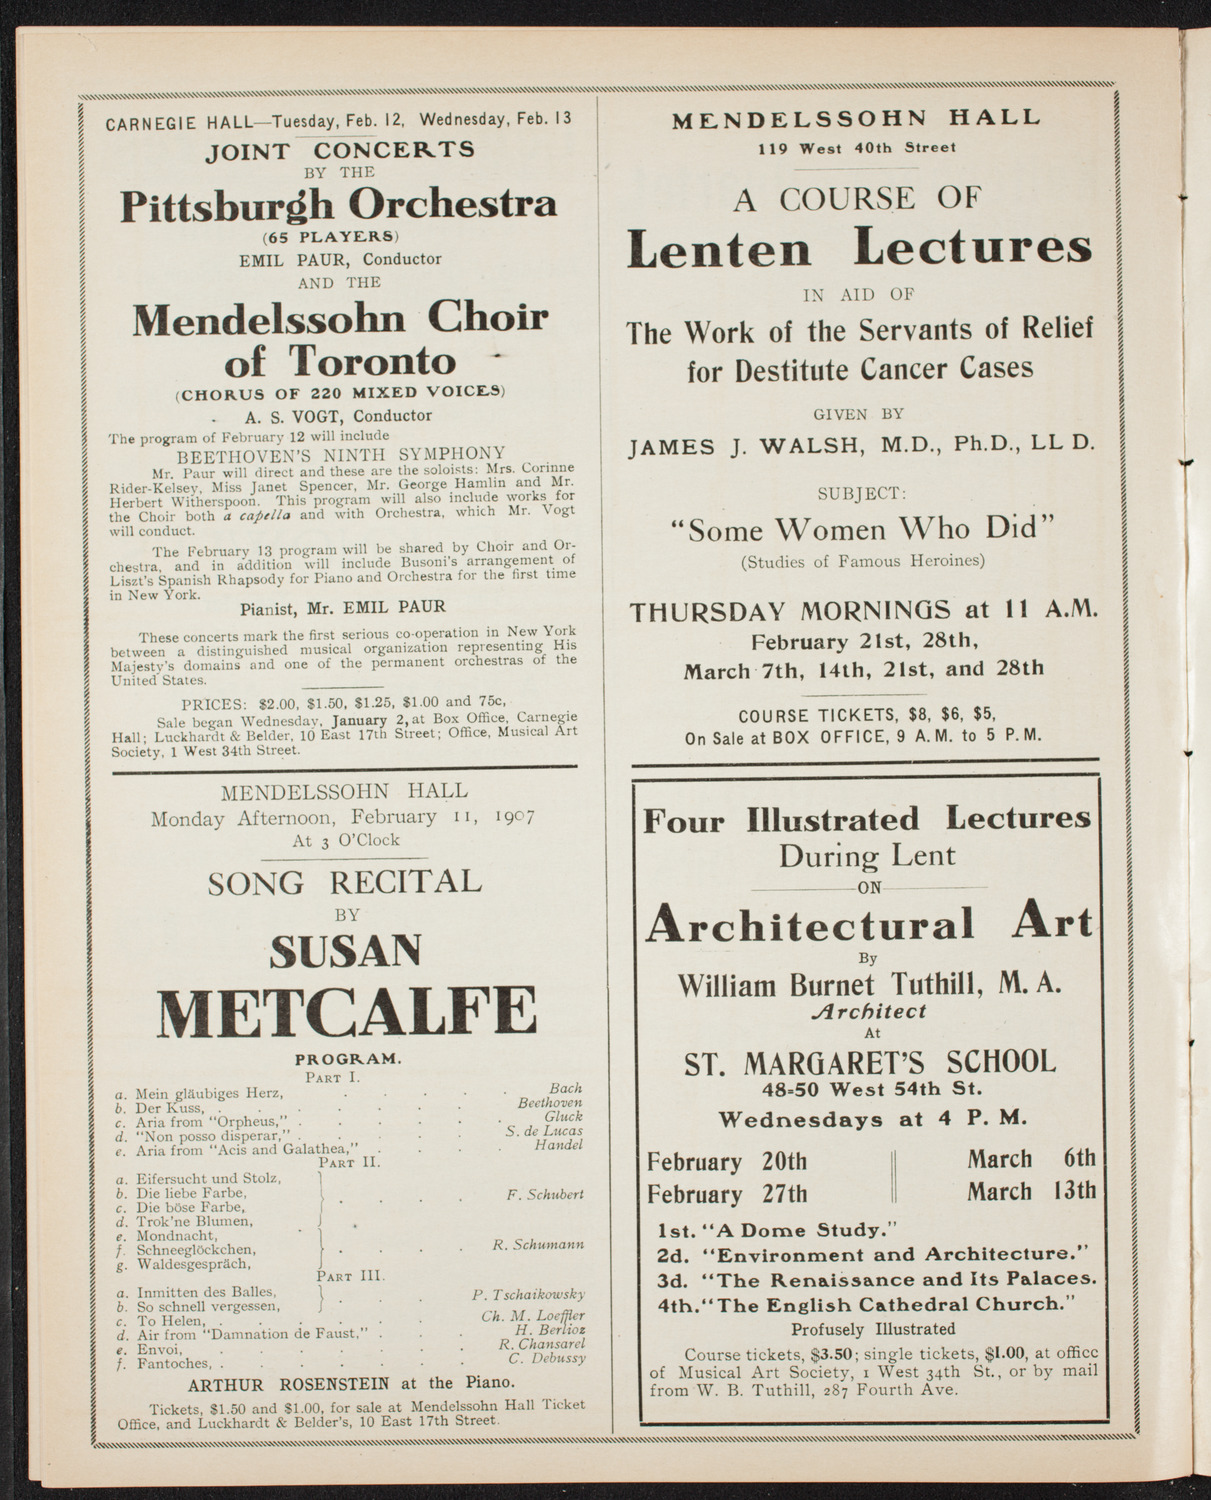 CARNEGIE HALL—Tuesday, Feb. 12, Wednesday, Feb. 13
JOINT CONCERTS
BY THE
Pittsburgh Orchestra
(65 PLAYERS)
EMIL PAUR, Conductor
AND THE
Mendelssohn Choir
of Toronto
(CHORUS OF 220 MIXED VOICES)
A. S. VOGT, Conductor
The program of February 12 will include
BEETHOVEN'S NINTH SYMPHONY
Mr. Paur will direct and these are the soloists: Mrs. Corinne
Rider-Kelsey, Miss Janet Spencer, Mr. George Hamlin and Mr.
Herbert Witherspoon. This program will also include works for
the Choir both a capella and with Orchestra, which Mr. Vogt
will conduct.
The February 13 program will be shared by Choir and Or-
chestra, and in addition will include Busoni's arrangement of
Liszt's Spanish Rhapsody for Piano and Orchestra for the first time
in New York.
Pianist, Mr. EMIL PAUR
These concerts mark the first serious co-operation in New York
between a distinguished musical organization representing His
Majesty's domains and one of the permanent orchestras of the
United States.
PRICES: $2.00, $1.50, $1.25, $1.00 and 75c,
Sale began Wednesday, January 2, at Box Office, Carnegie
Hall; Luckhardt & Belder, 10 East 17th Street; Office, Musical Art
Society, 1 West 34th Street.
MENDELSSOHN HALL
Monday Afternoon, February 11, 1907
At 3 O'Clock
SONG RECITAL
BY
SUSAN
METCALFE
PROGRAM.
PART I.
a. Mein gläubiges Herz, . . . . . Bach
b. Der Kuss, . . . . . . . Beethoven
c. Aria from "Orpheus," . . . . . . Gluck
d. "Non posso disperar," . . . . . S. de Lucas
e. Aria from "Acis and Galathea," . . . . Handel
PART II.
a. Eifersucht und Stolz,
b. Die liebe Farbe, . . . . F. Schubert
c. Die böse Farbe,
d. Trok'ne Blumen,
e. Mondnacht,
f. Schneeglöckchen, . . . . R. Schumann
g. Waldesgespräch,
PART III.
a. Inmitten des Balles, . . . P. Tschaikowsky
b. So schnell vergessen,
c. To Helen, . . . . . . Ch. M. Loeffler
d. Air from "Damnation de Faust," . . . H. Berlioz
e. Envoi, . . . . . . . R. Chansarel
f. Fantoches, . . . . . . . C. Debussy
ARTHUR ROSENSTEIN at the Piano.
Tickets, $1.50 and $1.00, for sale at Mendelssohn Hall Ticket
Office, and Luckhardt & Belder's, 10 East 17th Street.
MENDELSSOHN HALL
119 West 40th Street
A COURSE OF
Lenten Lectures
IN AID OF
The Work of the Servants of Relief
for Destitute Cancer Cases
GIVEN BY
JAMES J. WALSH, M.D., Ph.D., LL D.
SUBJECT:
"Some Women Who Did"
(Studies of Famous Heroines)
THURSDAY MORNINGS at 11 A.M.
February 21st, 28th,
March 7th, 14th, 21st, and 28th
COURSE TICKETS, $8, $6, $5,
On Sale at BOX OFFICE, 9 A.M. to 5 P.M.
Four Illustrated Lectures
During Lent
ON
Architectural Art
By
William Burnet Tuthill, M. A.
Architect
At
ST. MARGARET'S SCHOOL
48-50 West 54th St.
Wednesdays at 4 P. M.
February 20th March 6th
February 27th March 13th
1st. "A Dome Study."
2d. "Environment and Architecture."
3d. "The Renaissance and Its Palaces.
4th. "The English Cathedral Church."
Profusely Illustrated
Course tickets, $3.50; single tickets, $1.00, at office
of Musical Art Society, 1 West 34th St., or by mail
from W. B. Tuthill, 287 Fourth Ave.